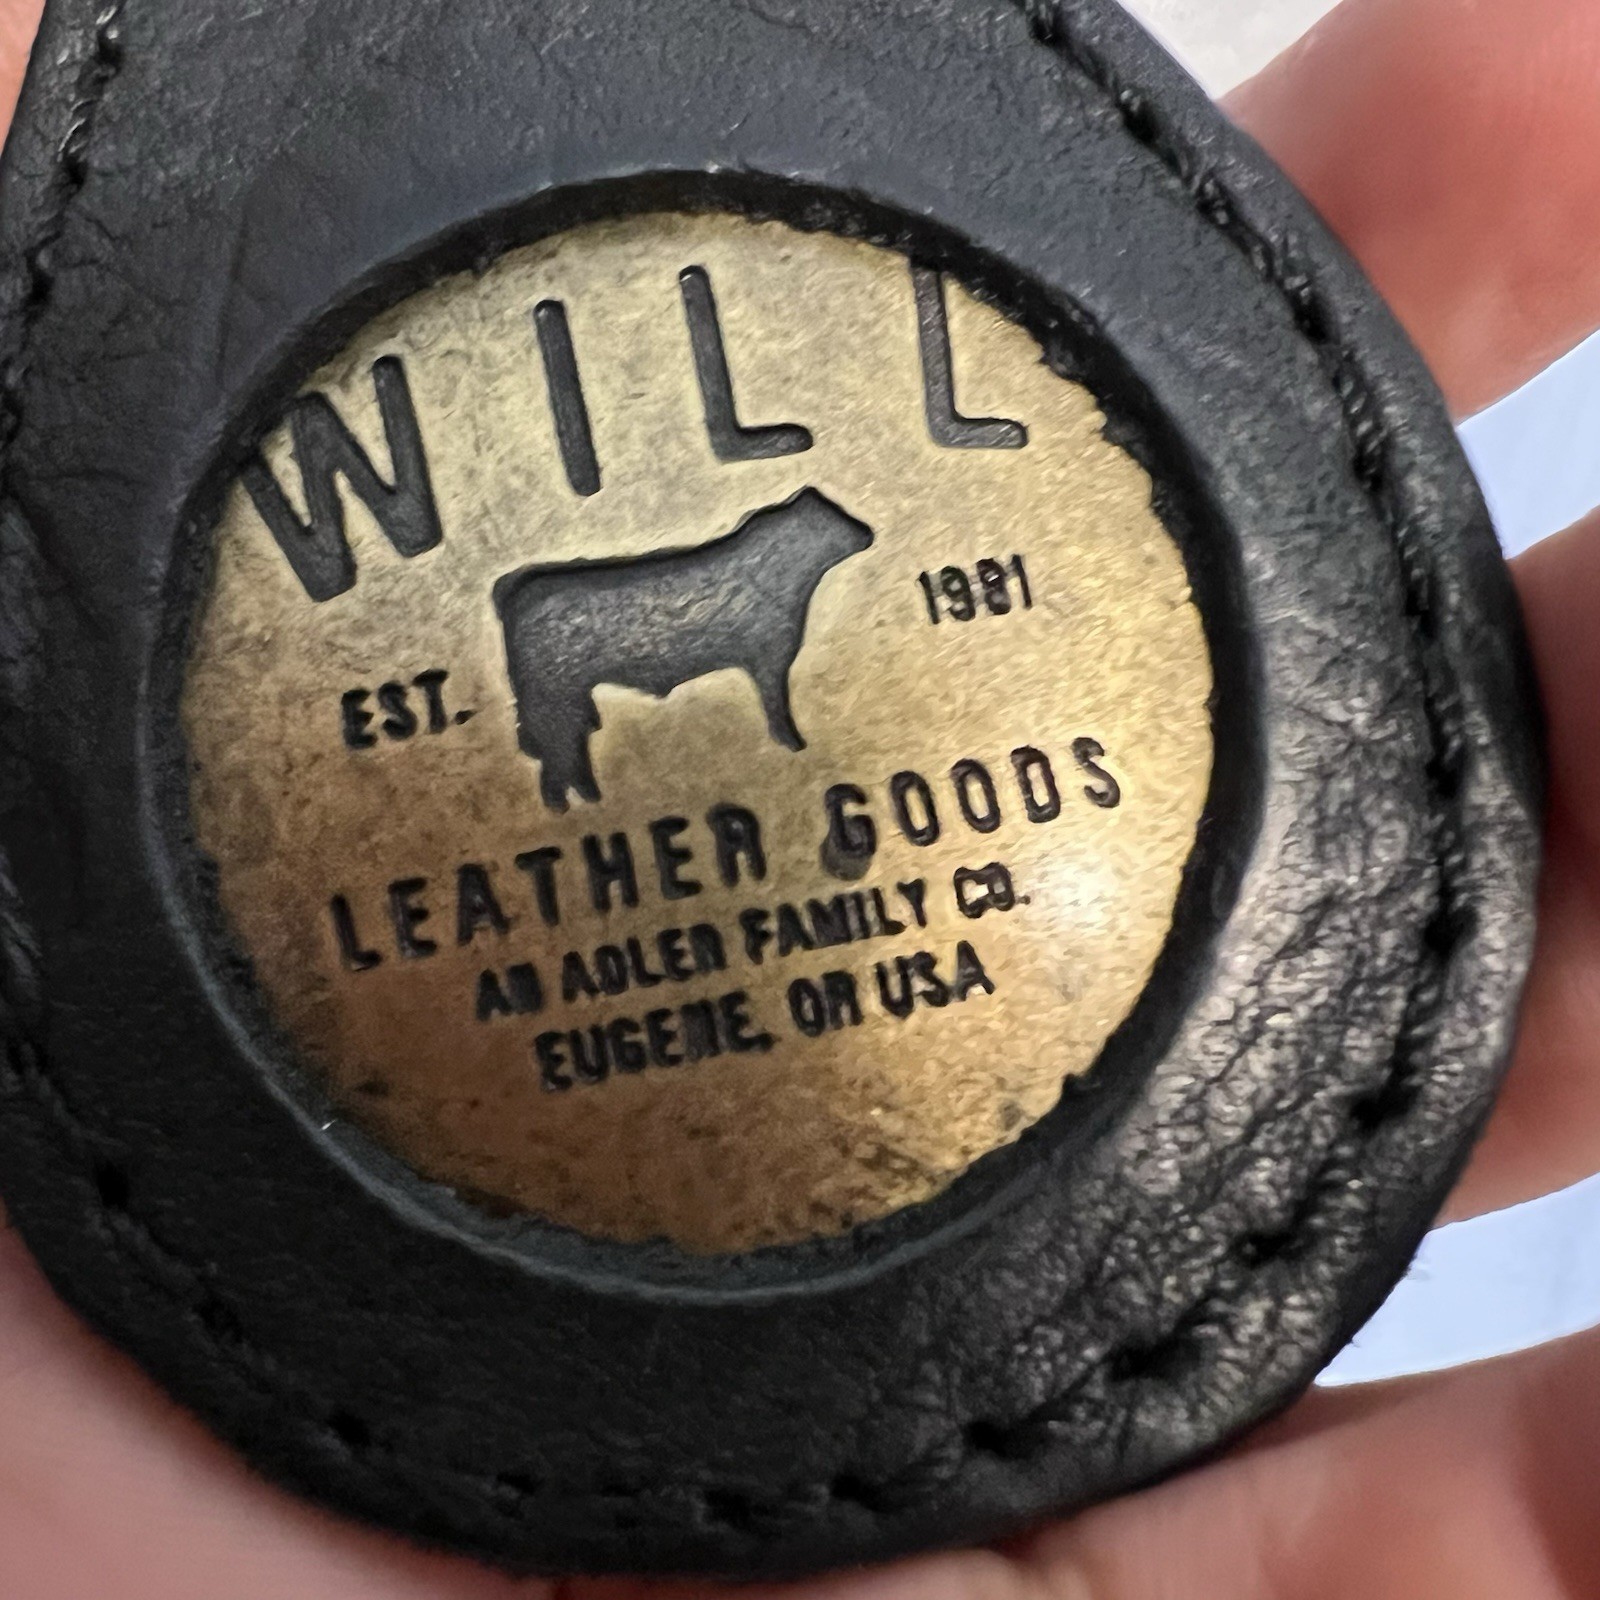 WILL
EST. 1981
LEATHER GOODS
AN ADLER FAMILY CO.
EUGENE, OR USA